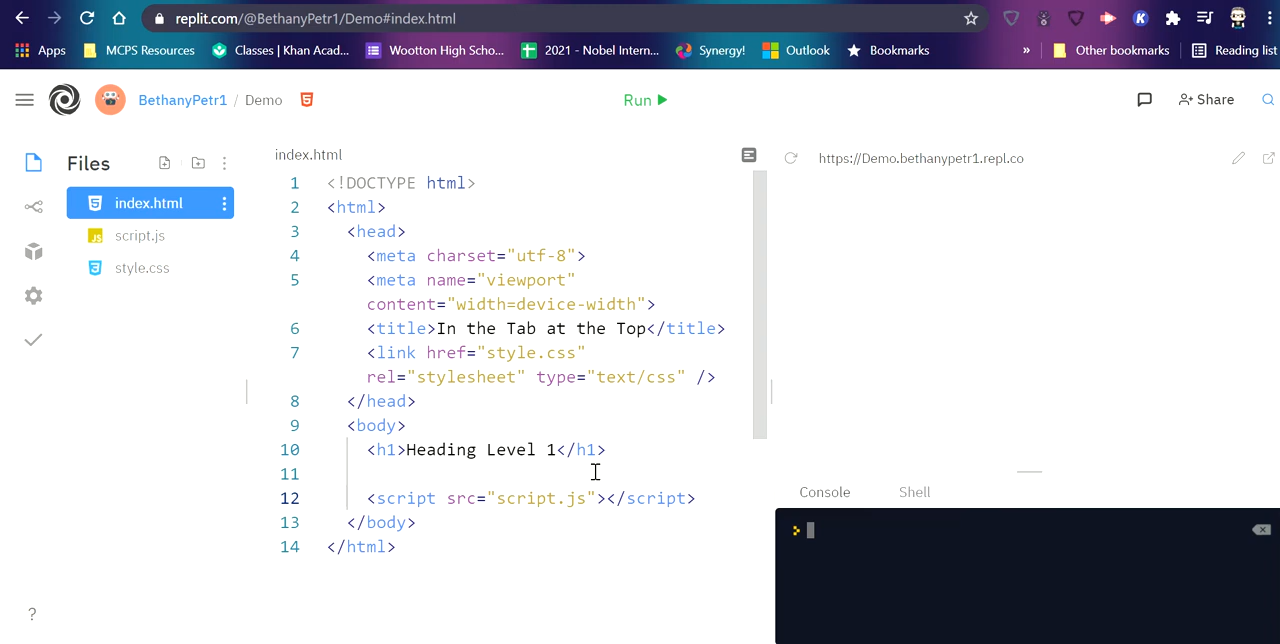 replit.com/@BethanyPetr1/Demo#index.html
K
Apps MCPS Resources Classes | Khan Acad... Wootton High Scho... 2021 - Nobel Intern... Synergy! Outlook Bookmarks » Other bookmarks Reading list
BethanyPetr1 / Demo
Run
Share
Files
index.html
JS script.js
style.css
?
index.html
1 <!DOCTYPE html>
2 <html>
3 <head>
4 <meta charset="utf-8">
5 <meta name="viewport"
content="width=device-width">
6 <title>In the Tab at the Top</title>
7 <link href="style.css"
rel="stylesheet" type="text/css" />
8 </head>
9 <body>
10 <h1>Heading Level 1</h1>
11
12 <script src="script.js"></script>
13 </body>
14 </html>
https://Demo.bethanypetr1.repl.co
Console Shell
>